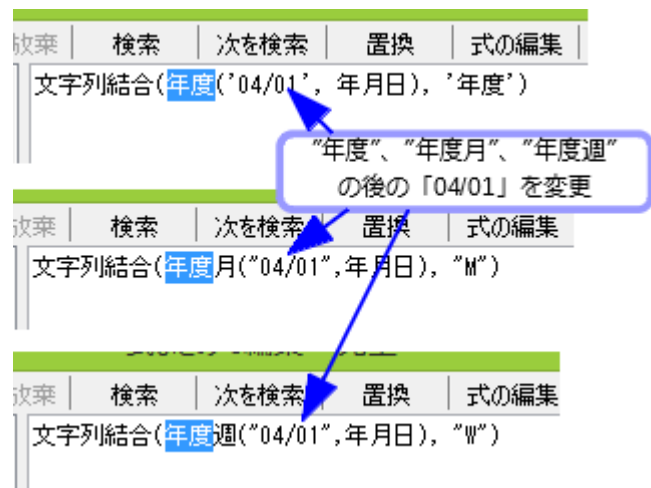 放棄 検索 次を検索 置換 式の編集
文字列結合(年度('04/01', 年月日), '年度')
"年度"、"年度月"、"年度週"
の後の「04/01」を変更
検索 次を検索 置換 式の編集
文字列結合(年度月("04/01",年月日), "M")
放棄 検索 次を検索 置換 式の編集
文字列結合(年度週("04/01",年月日), "W")